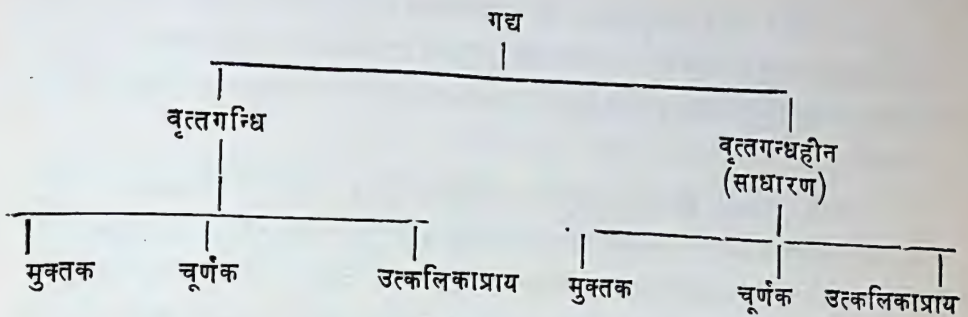 गद्य
वृत्तगन्धि
वृत्तगन्धहीन
(साधारण)
मुक्तक चूर्णक उत्कलिकाप्राय मुक्तक चूर्णक उत्कलिकाप्राय